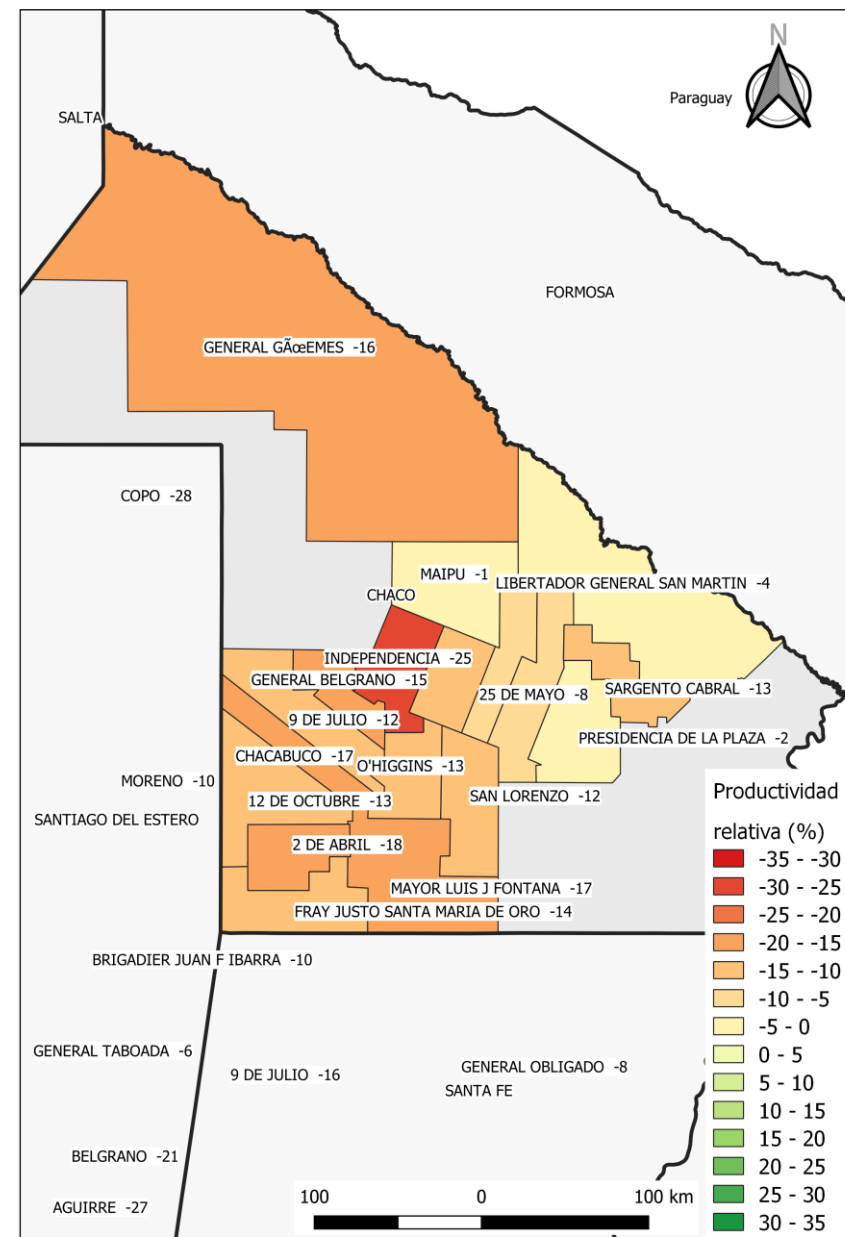 N
Paraguay
SALTA
FORMOSA
GENERAL GÃœEMES -16
COPO -28
MAIPU -1
LIBERTADOR GENERAL SAN MARTIN -4
CHACO
INDEPENDENCIA -25
GENERAL BELGRANO -15
SARGENTO CABRAL -13
25 DE MAYO -8
9 DE JULIO -12
PRESIDENCIA DE LA PLAZA -2
CHACABUCO -17
O'HIGGINS -13
MORENO -10
12 DE OCTUBRE -13
SAN LORENZO -12
SANTIAGO DEL ESTERO
2 DE ABRIL -18
MAYOR LUIS J FONTANA -17
FRAY JUSTO SANTA MARIA DE ORO -14
BRIGADIER JUAN F IBARRA -10
GENERAL TABOADA -6
9 DE JULIO -16
GENERAL OBLIGADO -8
SANTA FE
BELGRANO -21
AGUIRRE -27
100 0 100 km
Productividad
relativa (%)
-35 - -30
-30 - -25
-25 - -20
-20 - -15
-15 - -10
-10 - -5
-5 - 0
0 - 5
5 - 10
10 - 15
15 - 20
20 - 25
25 - 30
30 - 35